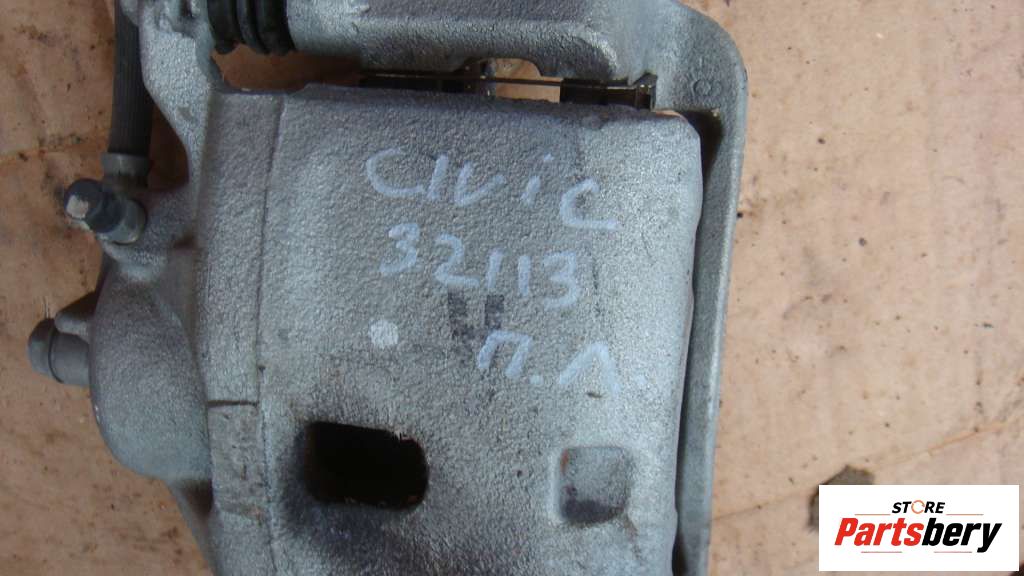 CIVIC
32113
П.Л.
STORE
Partsbery